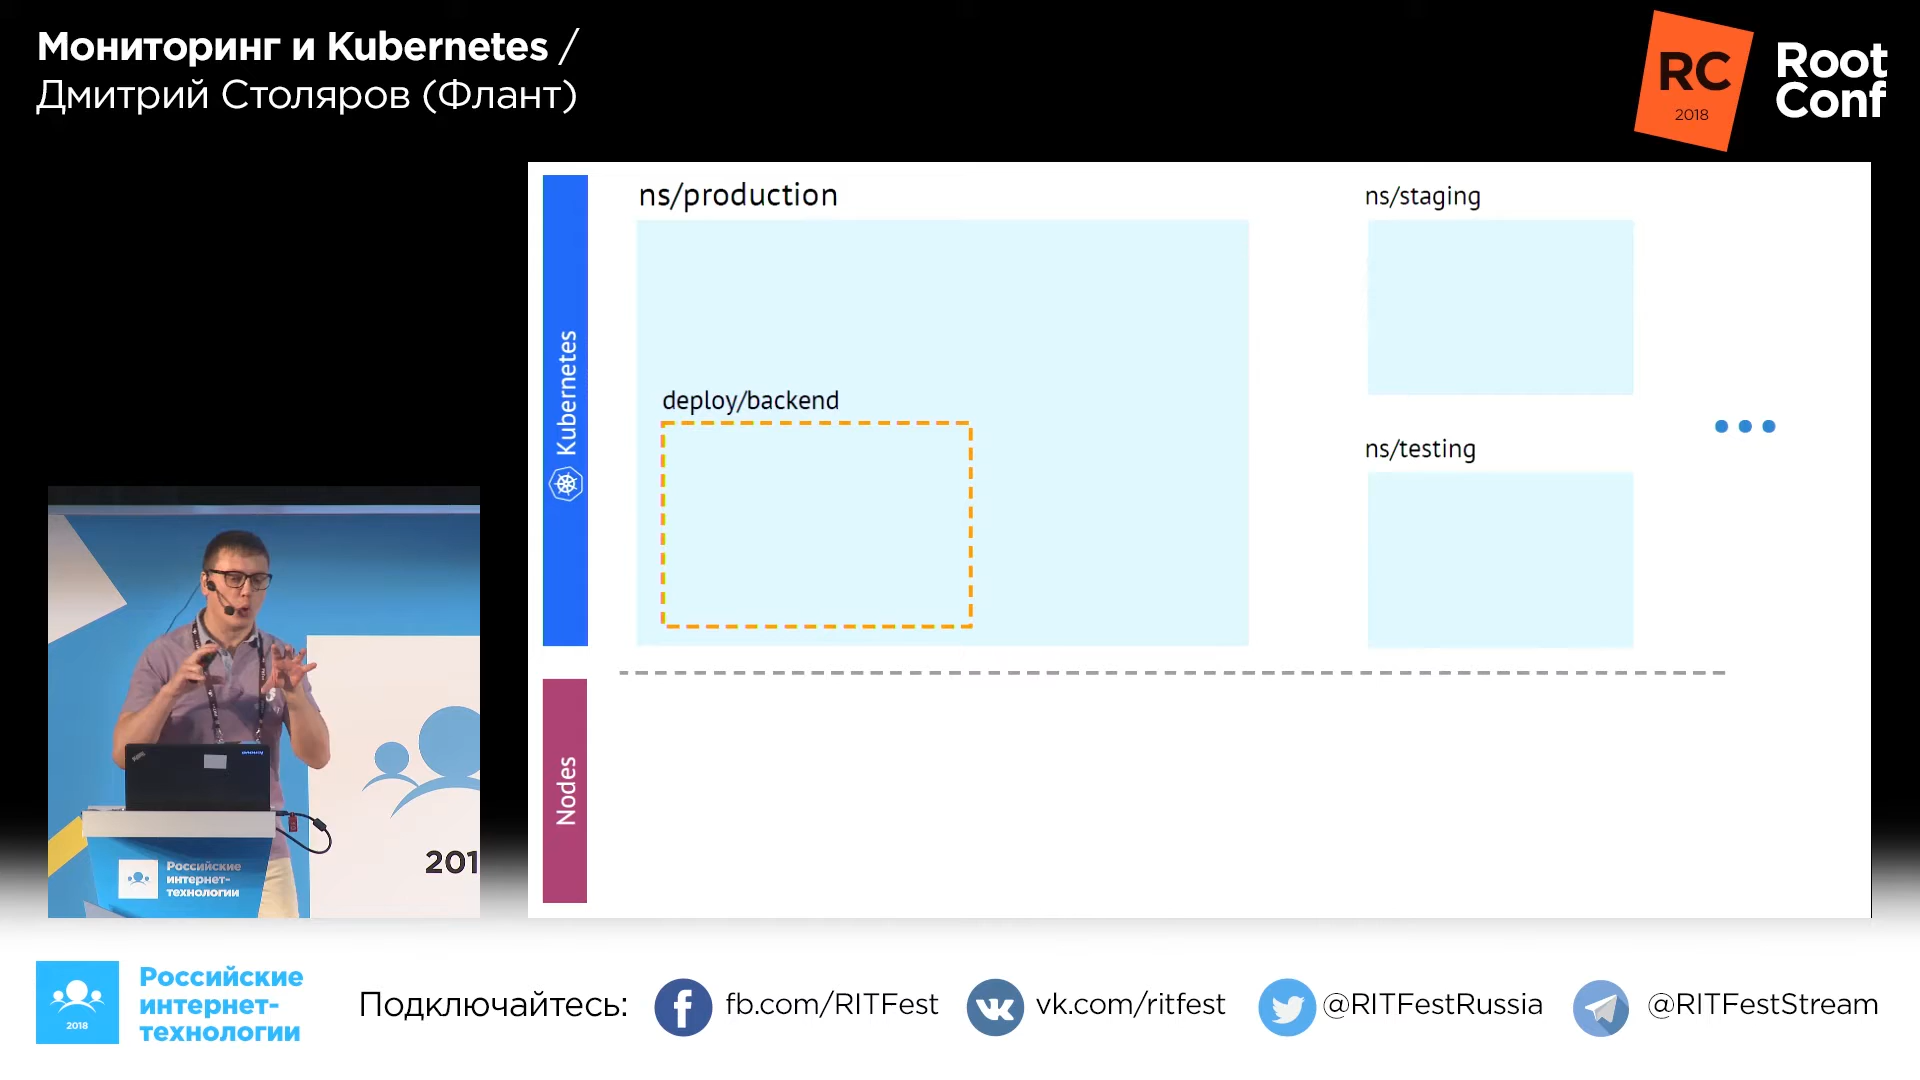 Мониторинг и Kubernetes /
Дмитрий Столяров (Флант)
RC
2018
Root
Conf
ns/production
ns/staging
Kubernetes
deploy/backend
ns/testing
Nodes
201
Российские
интернет-
технологии
2018
Российские
интернет-
технологии
Подключайтесь:
fb.com/RITFest
vk.com/ritfest
@RITFestRussia
@RITFestStream